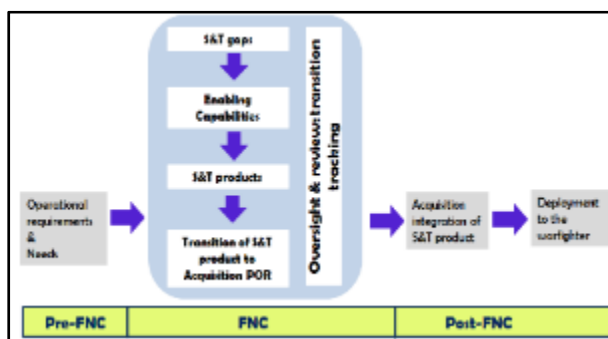 S&T gaps
Enabling
Capabilities
S&T products
Transition of S&T
product to
Acquisition POR
Oversight & review: transition
tracking
Operational
requirements
&
Needs
Acquisition
integration of
S&T product
Deployment
to the
warfighter
Pre-FNC
FNC
Post-FNC